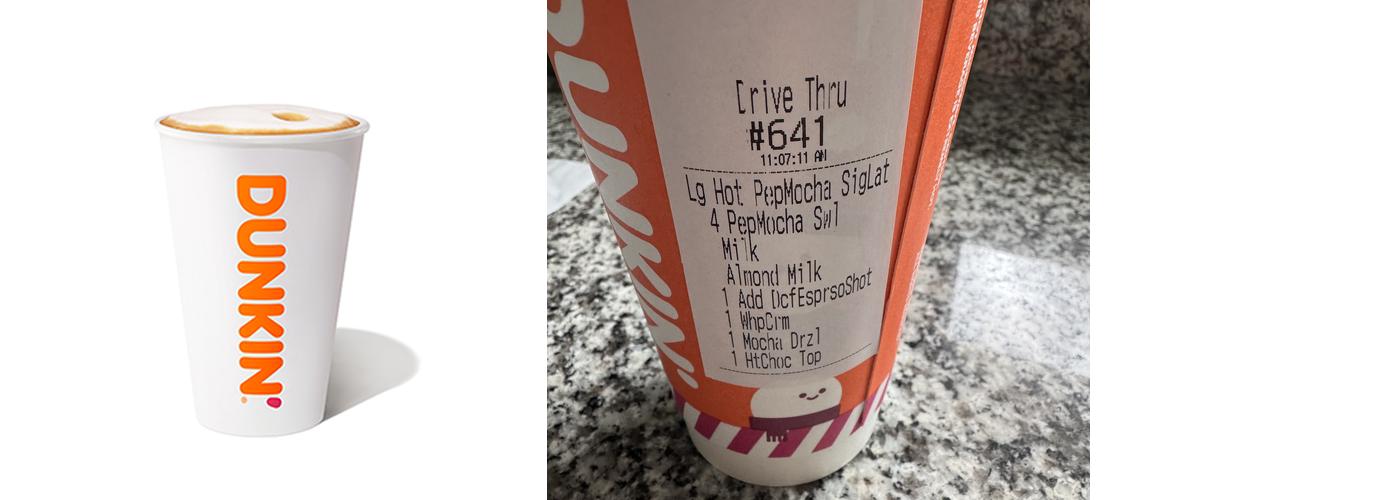 DUNKIN'
DUNKIN'
Drive Thru
#641
11:07:11 AM
Lg Hot PepMocha SigLat
4 PepMocha Swl
Milk
Almond Milk
1 Add DcfEsprsoShot
1 WhpCrm
1 Mocha Drzl
1 HtChoc Top